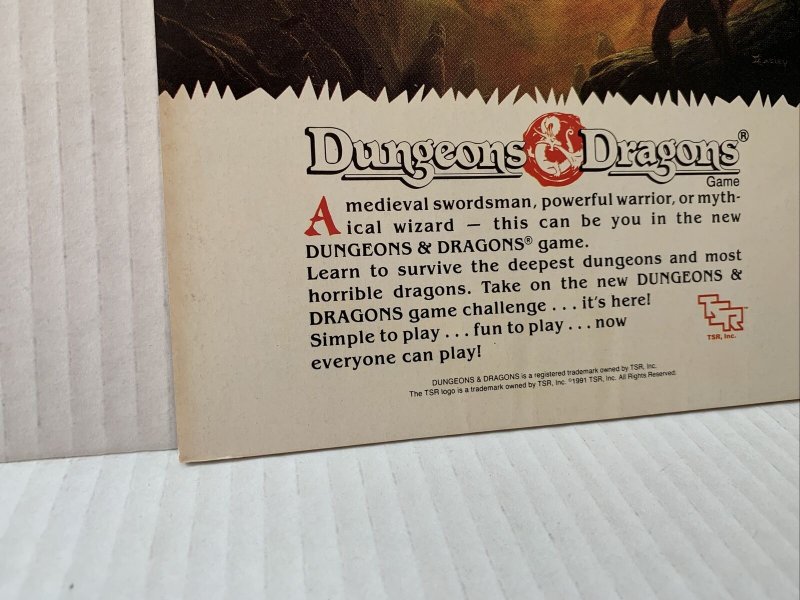 Easley
Dungeons & Dragons®
Game
A medieval swordsman, powerful warrior, or myth-
ical wizard — this can be you in the new
DUNGEONS & DRAGONS® game.
Learn to survive the deepest dungeons and most
horrible dragons. Take on the new DUNGEONS &
DRAGONS game challenge . . . it's here!
Simple to play . . . fun to play . . . now
everyone can play!
TSR
TSR, Inc.
DUNGEONS & DRAGONS is a registered trademark owned by TSR, Inc.
The TSR logo is a trademark owned by TSR, Inc. ©1991 TSR, Inc. All Rights Reserved.